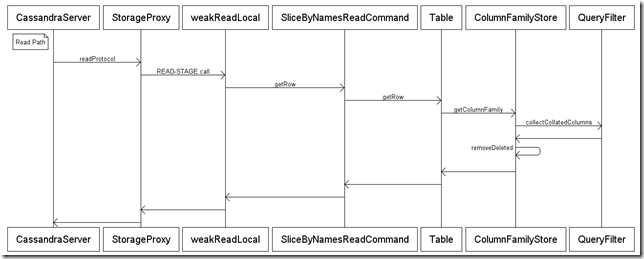 CassandraServer StorageProxy weakReadLocal SliceByNamesReadCommand Table ColumnFamilyStore QueryFilter
Read Path
readProtocol
READ-STAGE call
getRow
getRow
getColumnFamily
collectCollatedColumns
removeDeleted
CassandraServer StorageProxy weakReadLocal SliceByNamesReadCommand Table ColumnFamilyStore QueryFilter